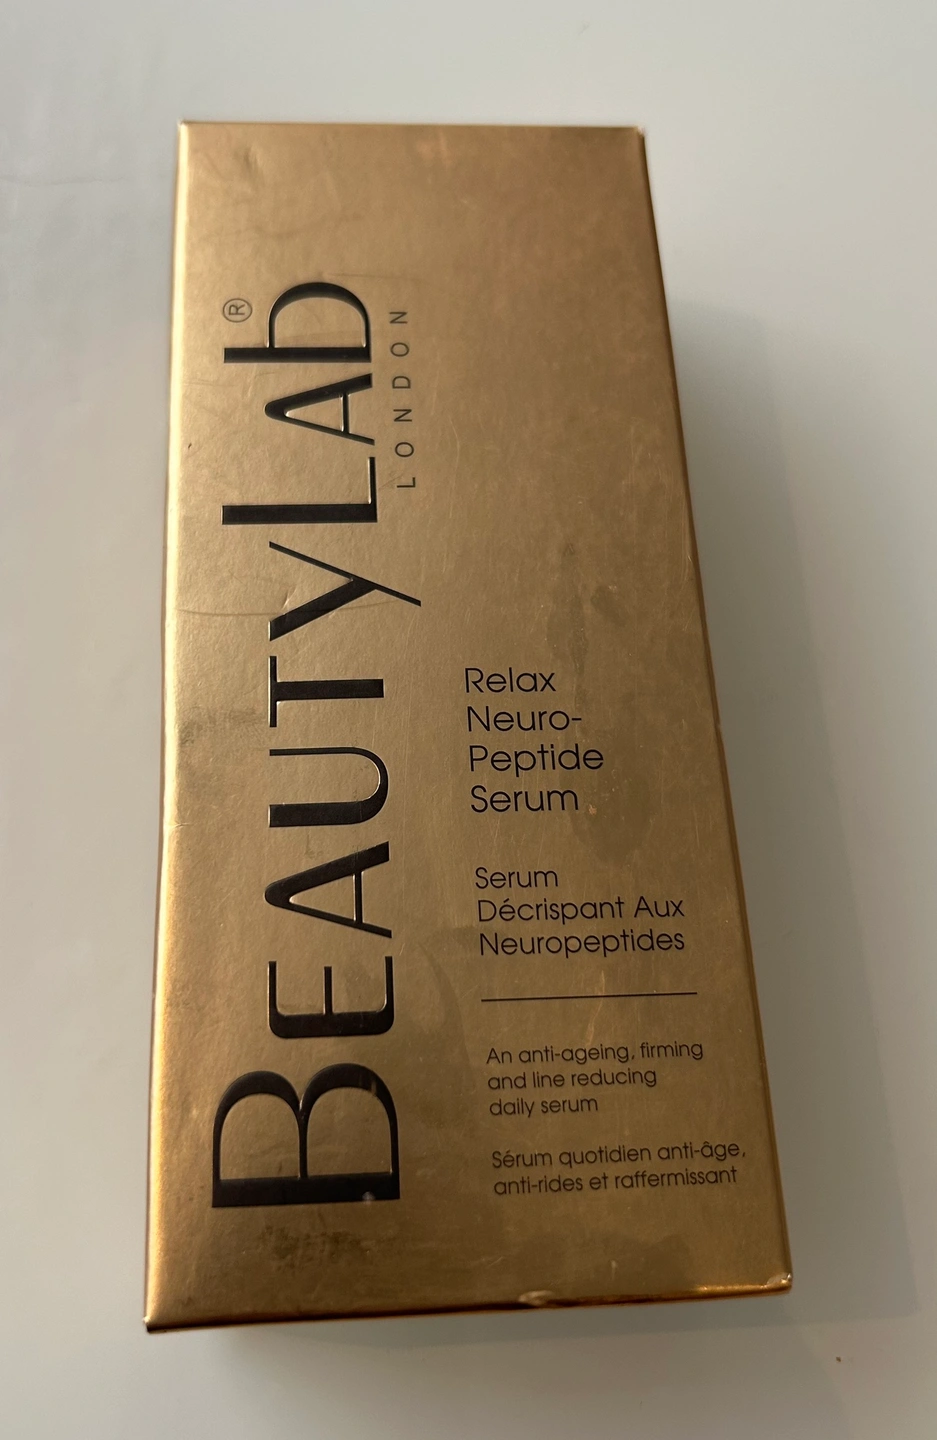 BEAUTYLAB®
LONDON
Relax
Neuro-
Peptide
Serum
Serum
Décrispant Aux
Neuropeptides
An anti-ageing, firming
and line reducing
daily serum
Sérum quotidien anti-âge,
anti-rides et raffermissant